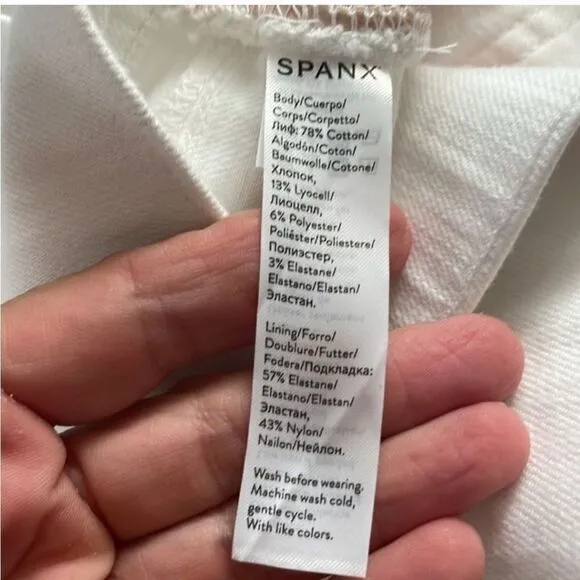 SPANX
Body/Cuerpo/
Corps/Corpetto/
Лиф: 78% Cotton/
Algodón/Coton/
Baumwolle/Cotone/
Хлопок,
13% Lyocell/
Лиоцелл,
6% Polyester/
Poliéster/Poliestere/
Полиэстер,
3% Elastane/
Elastano/Elastan/
Эластан.
Lining/Forro/
Doublure/Futter/
Fodera/Подкладка:
57% Elastane/
Elastano/Elastan/
Эластан,
43% Nylon/
Nailon/Нейлон.
Wash before wearing.
Machine wash cold,
gentle cycle.
With like colors.